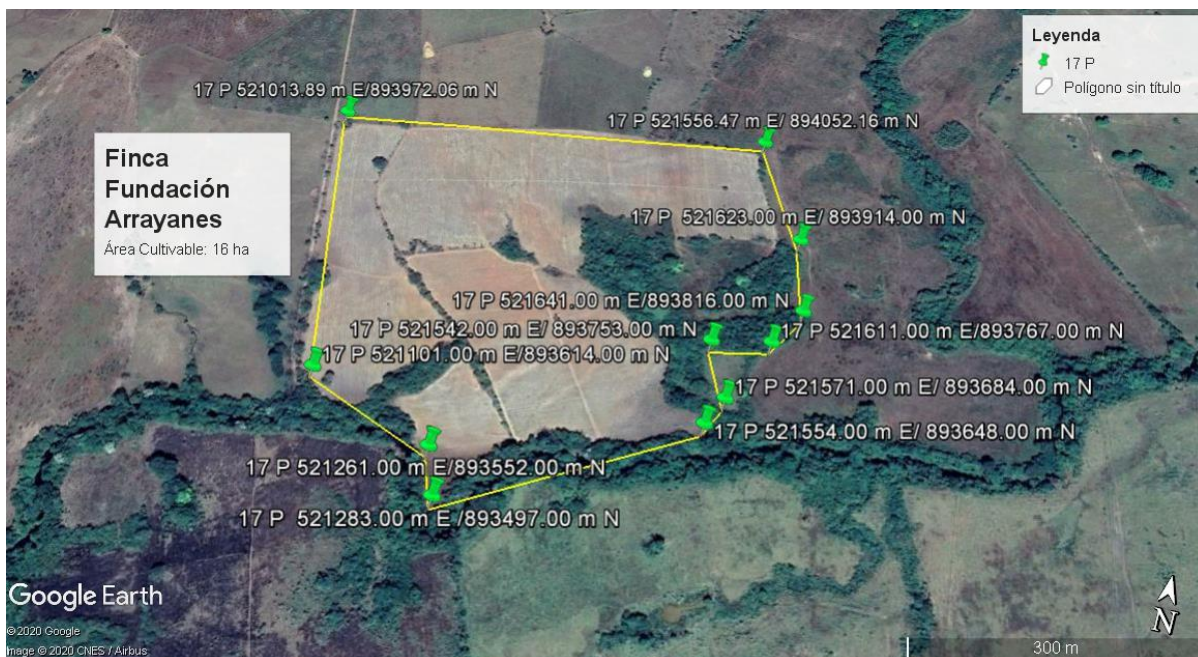 Leyenda
17 P
Polígono sin título
17 P 521013.89 m E/893972.06 m N
17 P 521556.47 m E/ 894052.16 m N
Finca
Fundación
Arrayanes
Área Cultivable: 16 ha
17 P 521623.00 m E/ 893914.00 m N
17 P 521641.00 m E/893816.00 m N
17 P 521542.00 m E/ 893753.00 m N
17 P 521611.00 m E/893767.00 m N
17 P 521101.00 m E/893614.00 m N
17 P 521571.00 m E/ 893684.00 m N
17 P 521554.00 m E/ 893648.00 m N
17 P 521261.00 m E/893552.00 m N
17 P 521283.00 m E /893497.00 m N
Google Earth
© 2020 Google
Image © 2020 CNES / Airbus
N
300 m